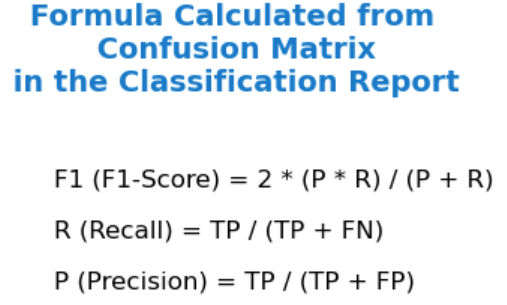 Formula Calculated from
Confusion Matrix
in the Classification Report
F1 (F1-Score) = 2 * (P * R) / (P + R)
R (Recall) = TP / (TP + FN)
P (Precision) = TP / (TP + FP)